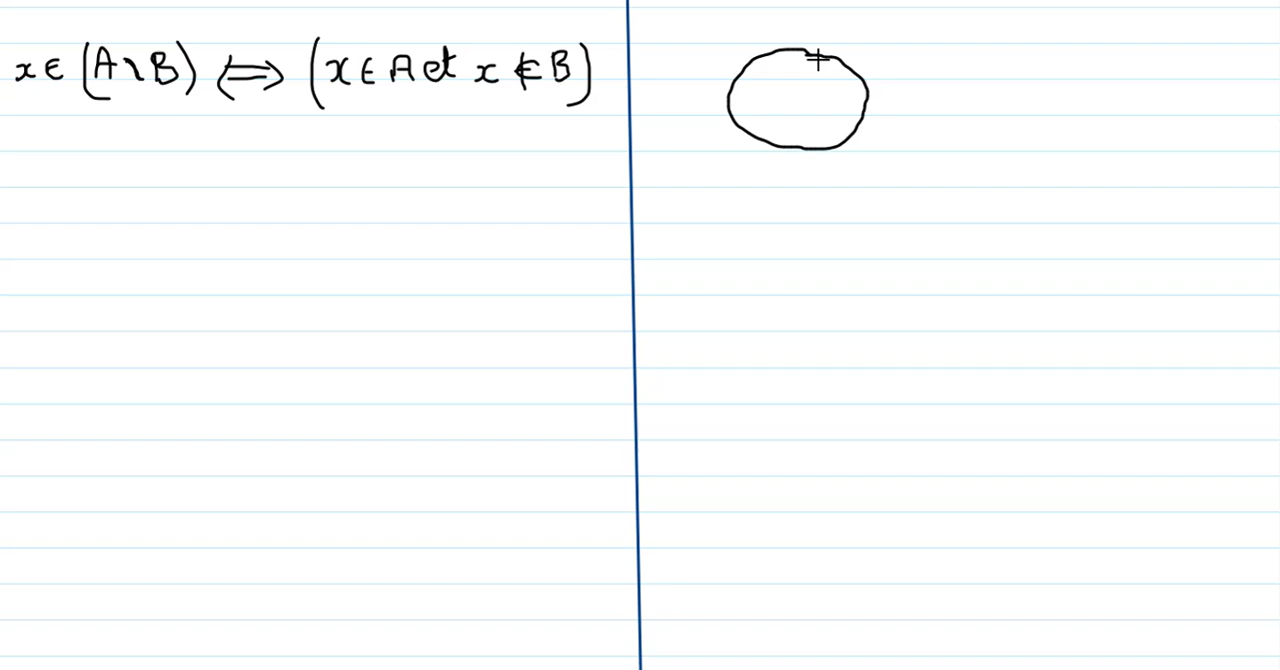 x ∈ (A \ B) ⟺ (x ∈ A et x ∉ B)